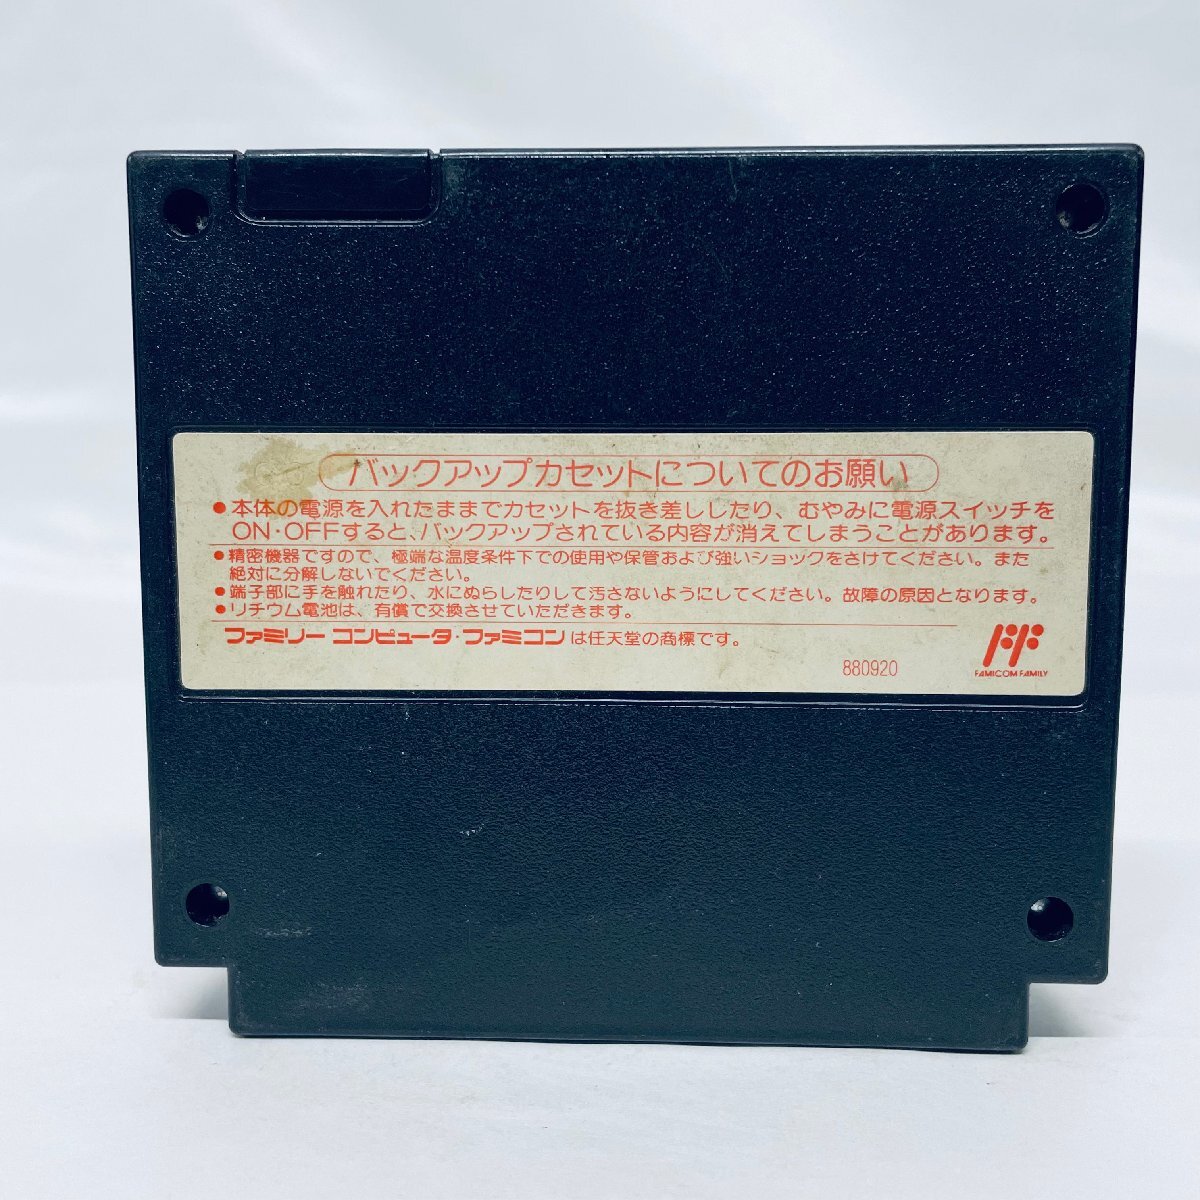 バックアップカセットについてのお願い
●本体の電源を入れたままでカセットを抜き差ししたり、むやみに電源スイッチを
ON・OFFすると、バックアップされている内容が消えてしまうことがあります。
●精密機器ですので、極端な温度条件下での使用や保管および強いショックをさけてください。また
絶対に分解しないでください。
●端子部に手を触れたり、水にぬらしたりして汚さないようにしてください。故障の原因となります。
●リチウム電池は、有償で交換させていただきます。
ファミリーコンピュータ・ファミコンは任天堂の商標です。
880920
FAMICOM FAMILY